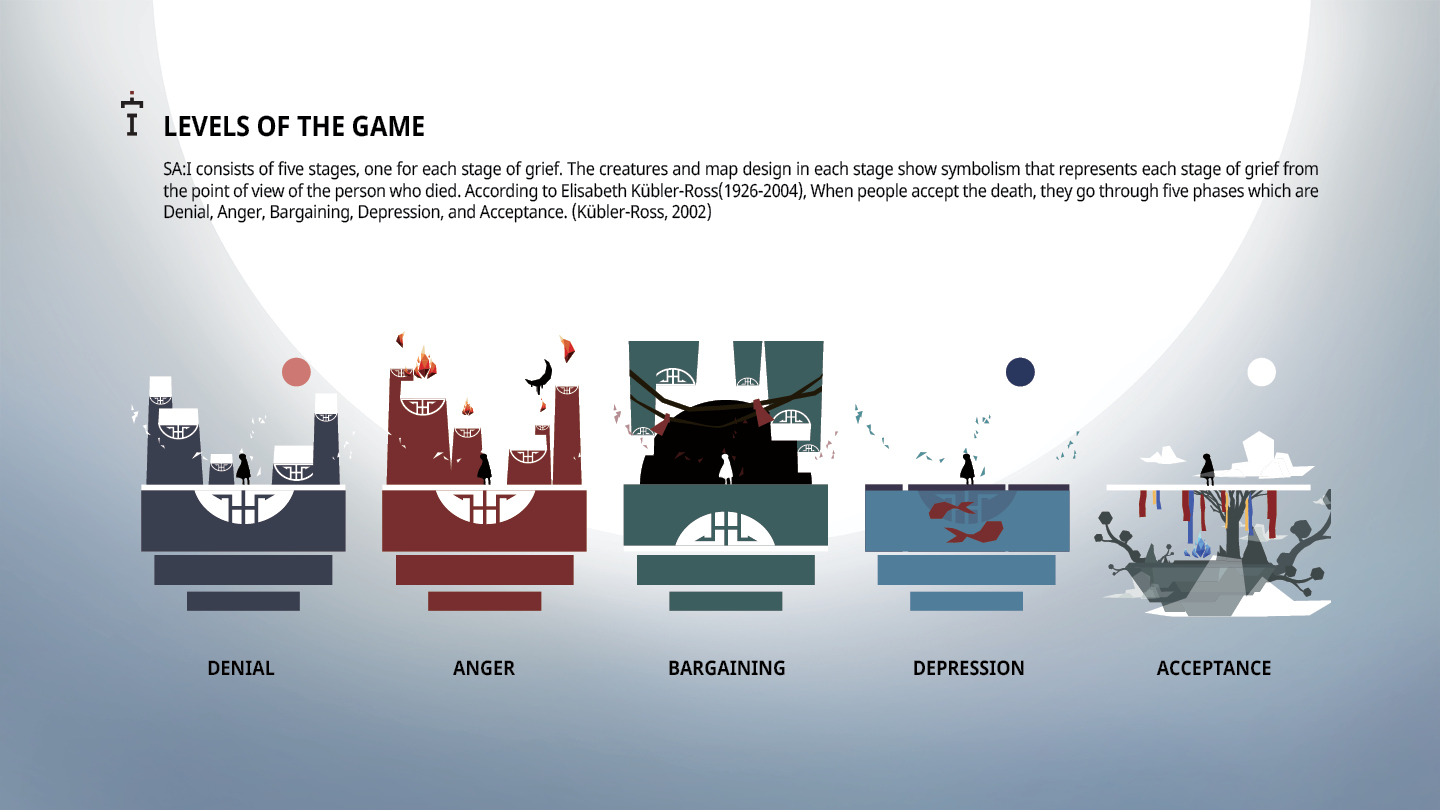 LEVELS OF THE GAME
SA:I consists of five stages, one for each stage of grief. The creatures and map design in each stage show symbolism that represents each stage of grief from
the point of view of the person who died. According to Elisabeth Kübler-Ross(1926-2004), When people accept the death, they go through five phases which are
Denial, Anger, Bargaining, Depression, and Acceptance. (Kübler-Ross, 2002)
DENIAL
ANGER
BARGAINING
DEPRESSION
ACCEPTANCE